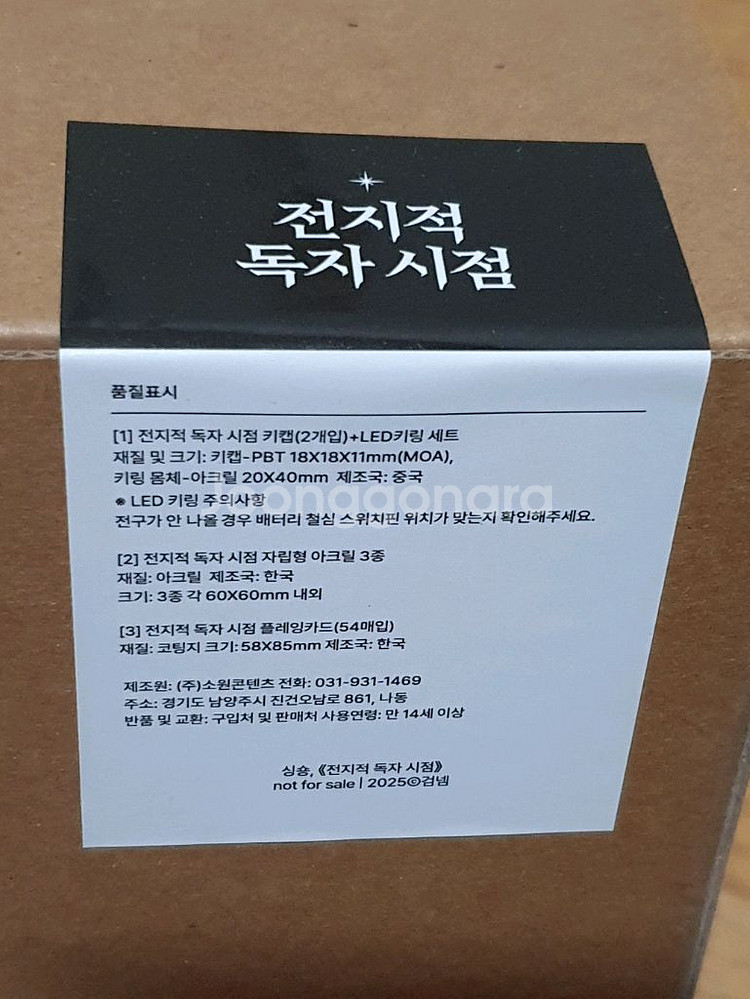 전지적
독자 시점
품질표시
[1] 전지적 독자 시점 키캡(2개입)+LED키링 세트
재질 및 크기: 키캡-PBT 18X18X11mm(MOA),
키링 몸체-아크릴 20X40mm 제조국: 중국
※ LED 키링 주의사항
전구가 안 나올 경우 배터리 철심 스위치핀 위치가 맞는지 확인해주세요.
[2] 전지적 독자 시점 자립형 아크릴 3종
재질: 아크릴 제조국: 한국
크기: 3종 각 60X60mm 내외
[3] 전지적 독자 시점 플레잉카드(54매입)
재질: 코팅지 크기: 58X85mm 제조국: 한국
제조원: (주)소원콘텐츠 전화: 031-931-1469
주소: 경기도 남양주시 진건오남로 861, 나동
반품 및 교환: 구입처 및 판매처 사용연령: 만 14세 이상
싱숑, 《전지적 독자 시점》
not for sale | 2025©검넴
Joonggonara